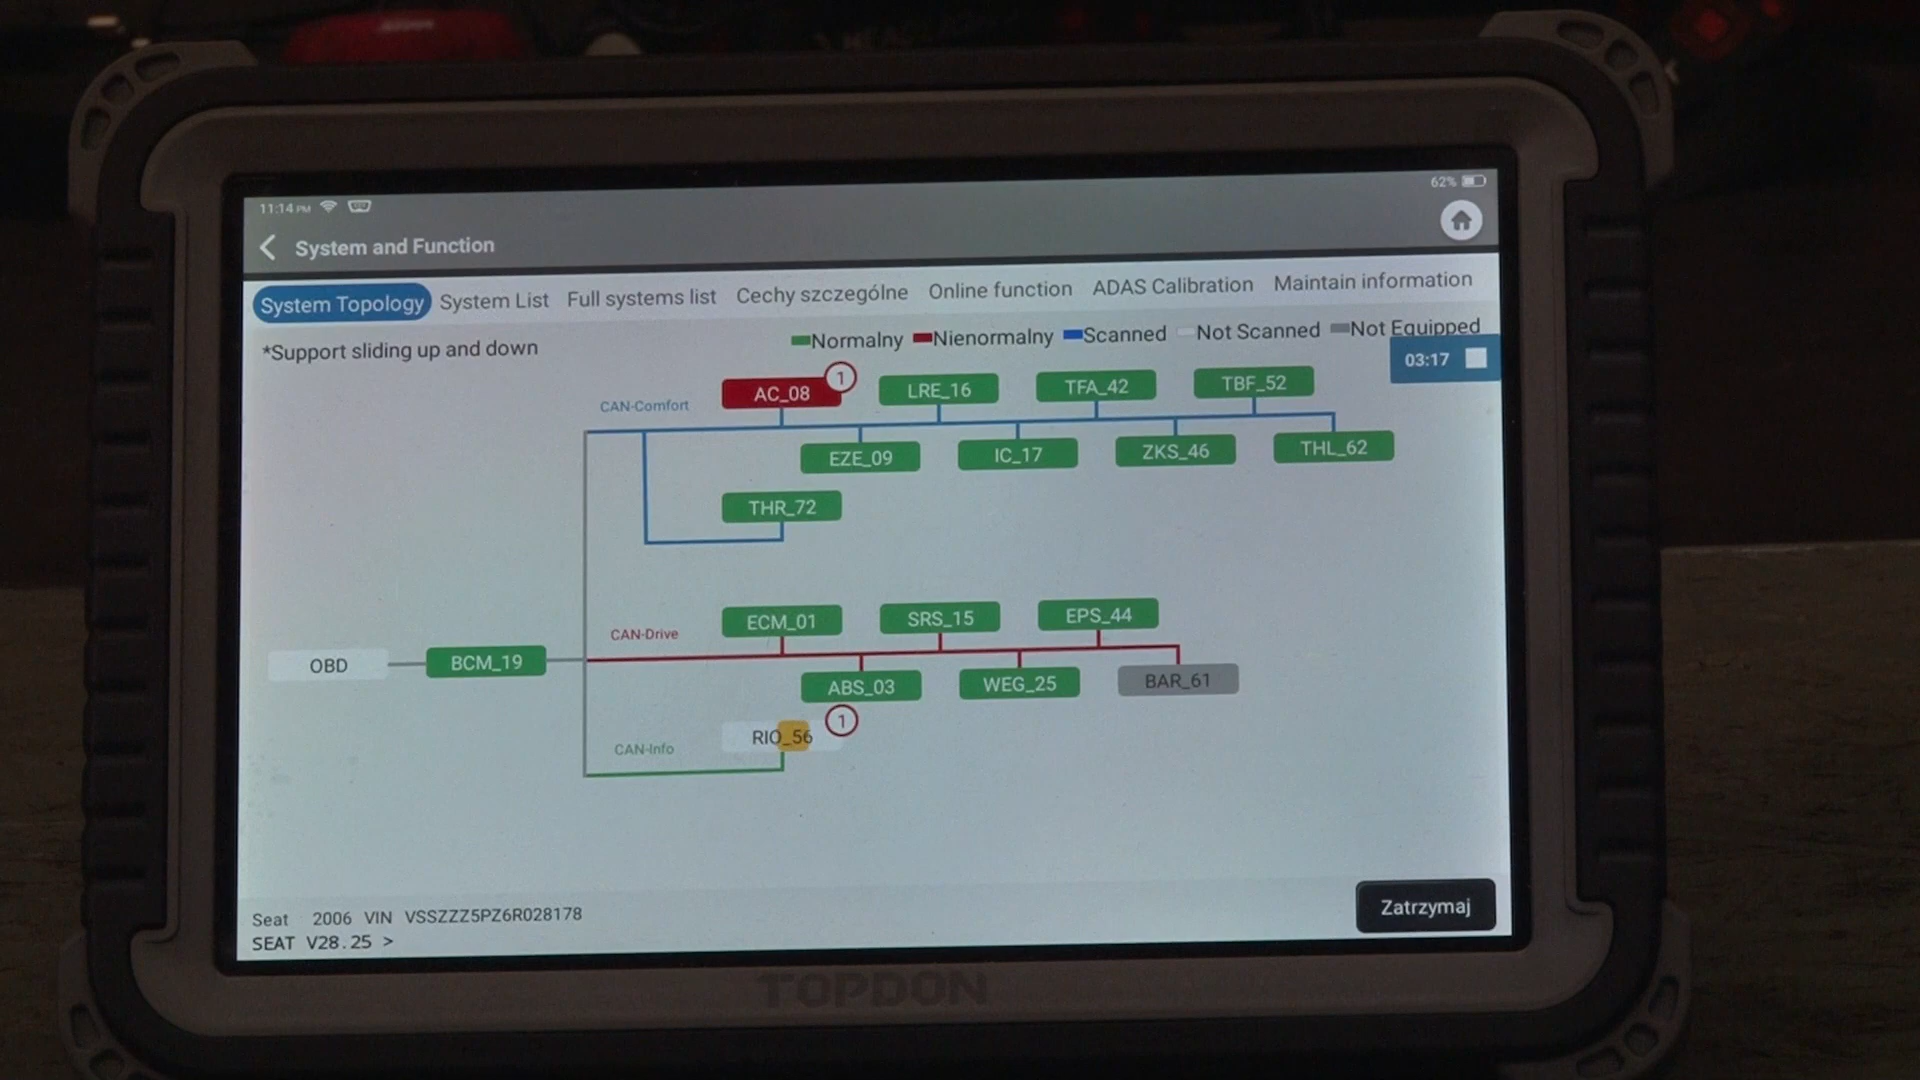 11:14 PM
62%
System and Function
System Topology System List Full systems list Cechy szczególne Online function ADAS Calibration Maintain information
*Support sliding up and down
Normalny Nienormalny Scanned Not Scanned Not Equipped
03:17
CAN-Comfort
AC_08 1 LRE_16 TFA_42 TBF_52
EZE_09 IC_17 ZKS_46 THL_62
THR_72
CAN-Drive
ECM_01 SRS_15 EPS_44
OBD BCM_19
ABS_03 WEG_25 BAR_61
CAN-Info
RIO_56 1
Seat 2006 VIN VSSZZZ5PZ6R028178
SEAT V28.25 >
Zatrzymaj
TOPDON